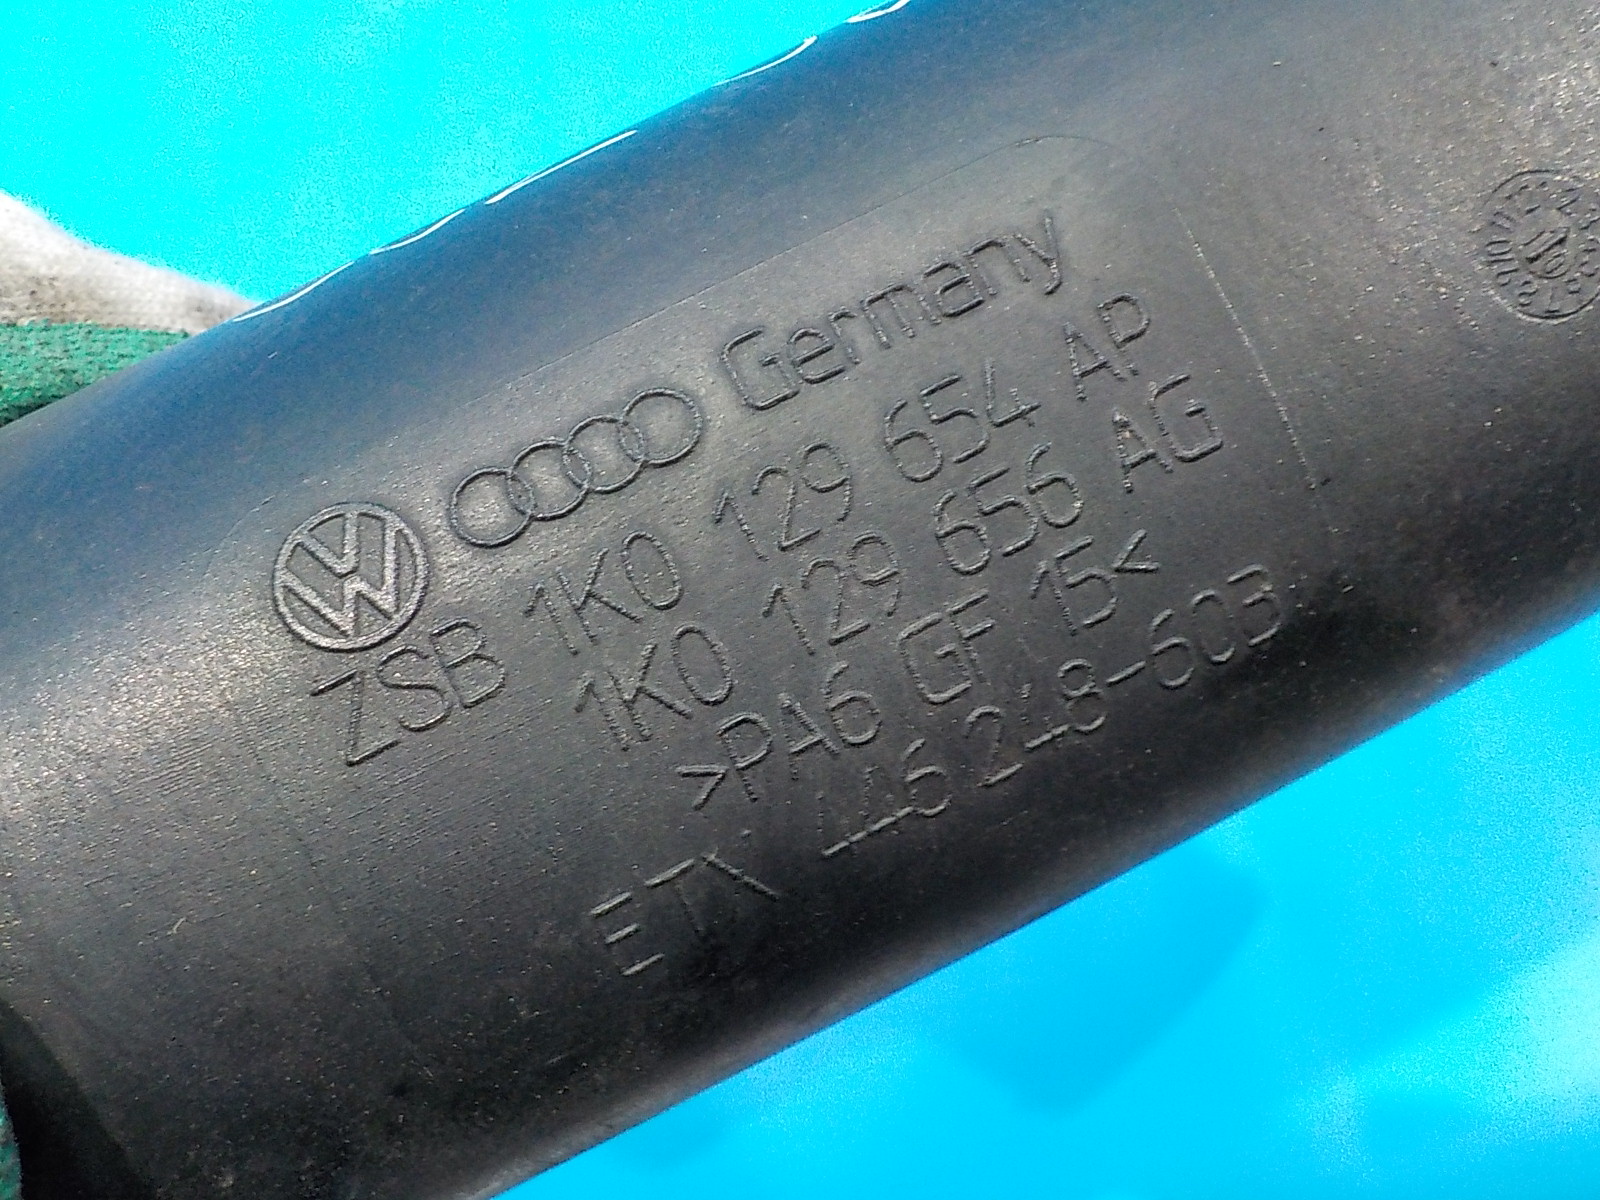 Germany
ZSB 1K0 129 654 AP
1K0 129 656 AG
>PA6 GF 15<
ETX 446 248-603